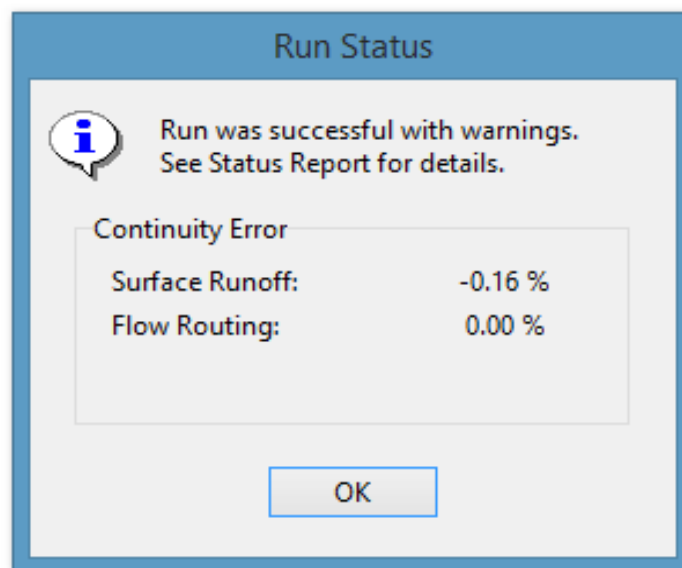 Run Status
Run was successful with warnings.
See Status Report for details.
Continuity Error
Surface Runoff: -0.16 %
Flow Routing: 0.00 %
OK